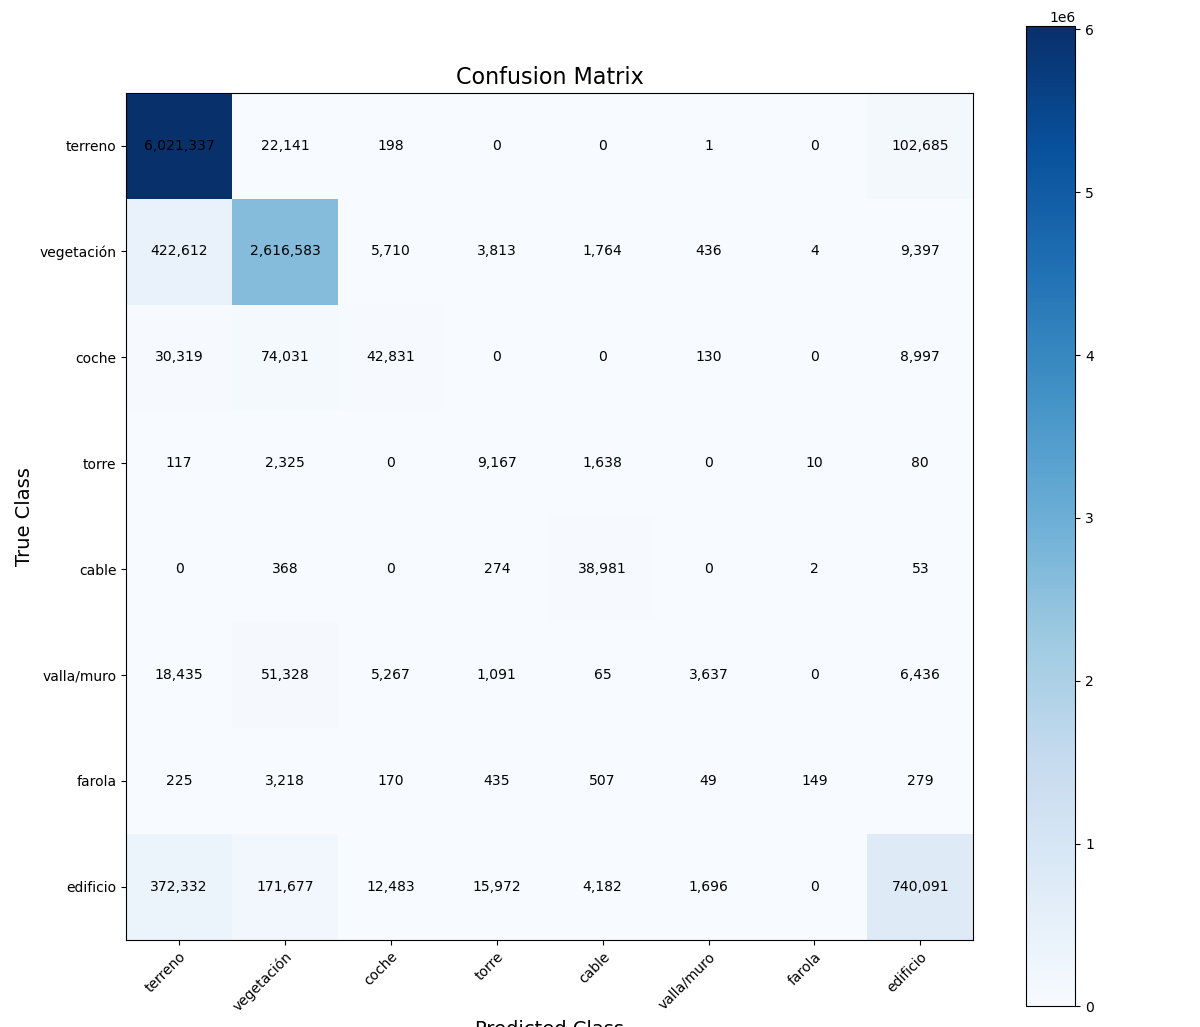 1e6
6
Confusion Matrix
terreno 6,021,337 22,141 198 0 0 1 0 102,685
5
vegetación 422,612 2,616,583 5,710 3,813 1,764 436 4 9,397
4
coche 30,319 74,031 42,831 0 0 130 0 8,997
torre 117 2,325 0 9,167 1,638 0 10 80
3
True Class
cable 0 368 0 274 38,981 0 2 53
2
valla/muro 18,435 51,328 5,267 1,091 65 3,637 0 6,436
farola 225 3,218 170 435 507 49 149 279
1
edificio 372,332 171,677 12,483 15,972 4,182 1,696 0 740,091
0
terreno vegetación coche torre cable valla/muro farola edificio
Predicted Class